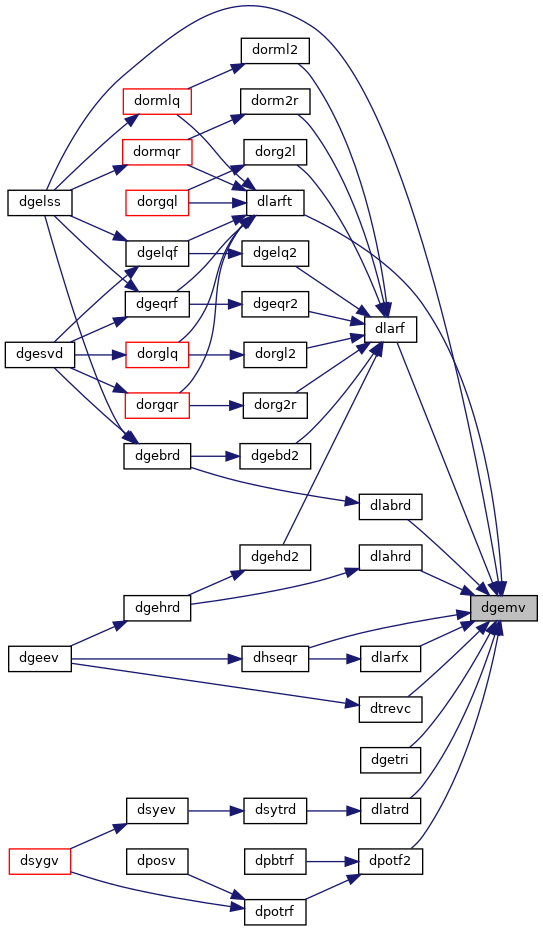 dorml2
dormlq
dorm2r
dormqr
dorg2l
dgelss
dorgql
dlarft
dgelqf
dgelq2
dgeqrf
dgeqr2
dlarf
dgesvd
dorglq
dorgl2
dorgqr
dorg2r
dgebrd
dgebd2
dlabrd
dgehd2
dlahrd
dgehrd
dgemv
dgeev
dhseqr
dlarfx
dtrevc
dgetri
dsyev
dsytrd
dlatrd
dsygv
dposv
dpbtrf
dpotf2
dpotrf